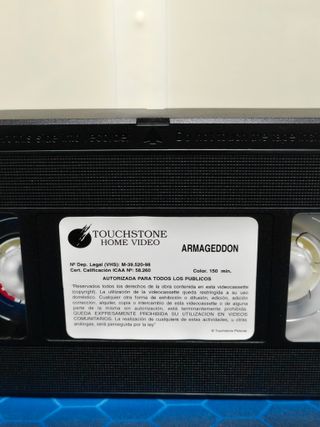 TOUCHSTONE
HOME VIDEO
ARMAGEDDON
Nº Dep. Legal (VHS): M-39.520-98
Cert. Calificación ICAA Nº: 58.260 Color. 150 min.
AUTORIZADA PARA TODOS LOS PUBLICOS
"Reservados todos los derechos de la obra contenida en esta videocassette
(copyright). La utilización de la videocassette queda restringida a su uso
doméstico. Cualquier otra forma de exhibición o difusión, edición, adición
corrección, alquiler, copia o intercambio de esta videocassette o de alguna
parte de la misma sin autorización, está terminantemente prohibida.
QUEDA EXPRESAMENTE PROHIBIDA SU UTILIZACION EN VIDEOS
COMUNITARIOS. La realización de cualquiera de estas actividades, u otras
análogas, será perseguida por la ley"
© Touchstone Pictures